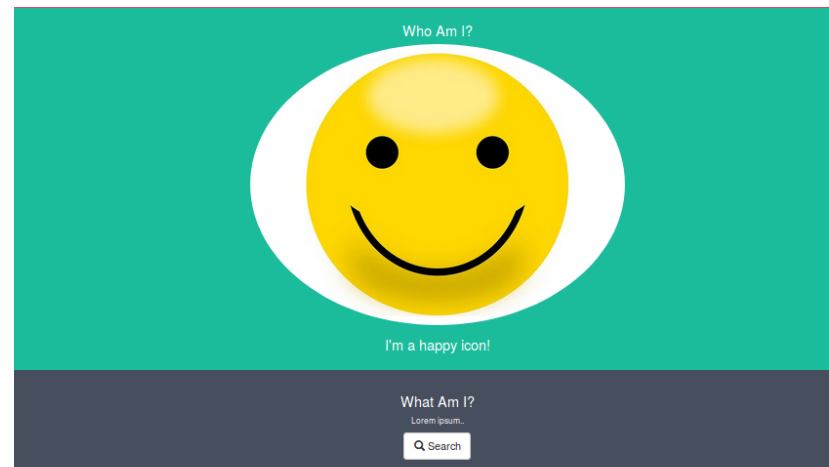 Who Am I?
I'm a happy icon!
What Am I?
Lorem ipsum..
Search